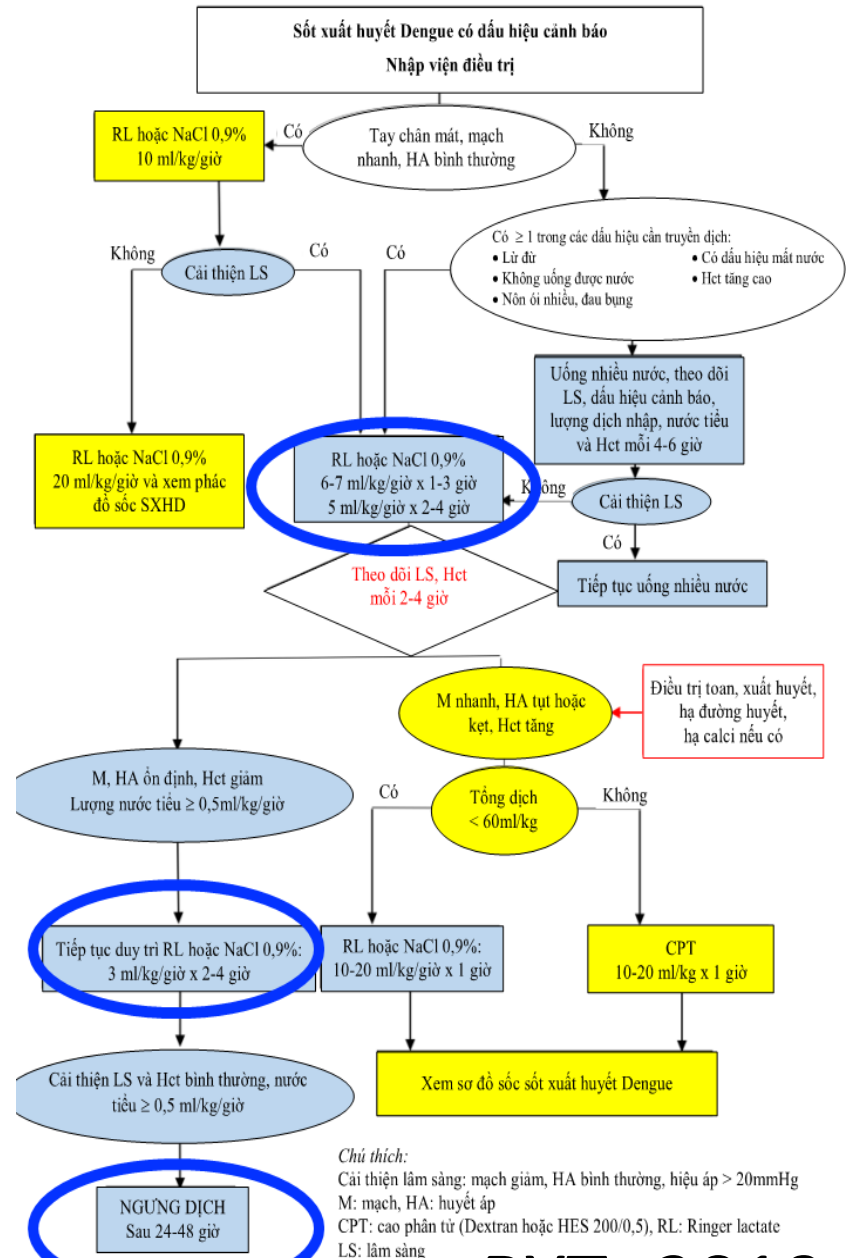 Sốt xuất huyết Dengue có dấu hiệu cảnh báo
Nhập viện điều trị
RL hoặc NaCl 0,9%
10 ml/kg/giờ
Có
Tay chân mát, mạch
nhanh, HA bình thường
Không
Có ≥ 1 trong các dấu hiệu cần truyền dịch:
• Lừ đừ
• Không uống được nước
• Nôn ói nhiều, đau bụng
• Có dấu hiệu mất nước
• Hct tăng cao
Không
Cải thiện LS
Có
Có
Uống nhiều nước, theo dõi
LS, dấu hiệu cảnh báo,
lượng dịch nhập, nước tiểu
và Hct mỗi 4-6 giờ
RL hoặc NaCl 0,9%
20 ml/kg/giờ và xem phác
đồ sốc SXHD
RL hoặc NaCl 0,9%
6-7 ml/kg/giờ x 1-3 giờ
5 ml/kg/giờ x 2-4 giờ
Không
Cải thiện LS
Có
Tiếp tục uống nhiều nước
Theo dõi LS, Hct
mỗi 2-4 giờ
M nhanh, HA tụt hoặc
kẹt, Hct tăng
Điều trị toan, xuất huyết,
hạ đường huyết,
hạ calci nếu có
M, HA ổn định, Hct giảm
Lượng nước tiểu ≥ 0,5ml/kg/giờ
Có
Tổng dịch
< 60ml/kg
Không
Tiếp tục duy trì RL hoặc NaCl 0,9%:
3 ml/kg/giờ x 2-4 giờ
RL hoặc NaCl 0,9%:
10-20 ml/kg/giờ x 1 giờ
CPT
10-20 ml/kg x 1 giờ
Cải thiện LS và Hct bình thường, nước
tiểu ≥ 0,5 ml/kg/giờ
Xem sơ đồ sốc sốt xuất huyết Dengue
NGƯNG DỊCH
Sau 24-48 giờ
Chú thích:
Cải thiện lâm sàng: mạch giảm, HA bình thường, hiệu áp > 20mmHg
M: mạch, HA: huyết áp
CPT: cao phân tử (Dextran hoặc HES 200/0,5), RL: Ringer lactate
LS: lâm sàng